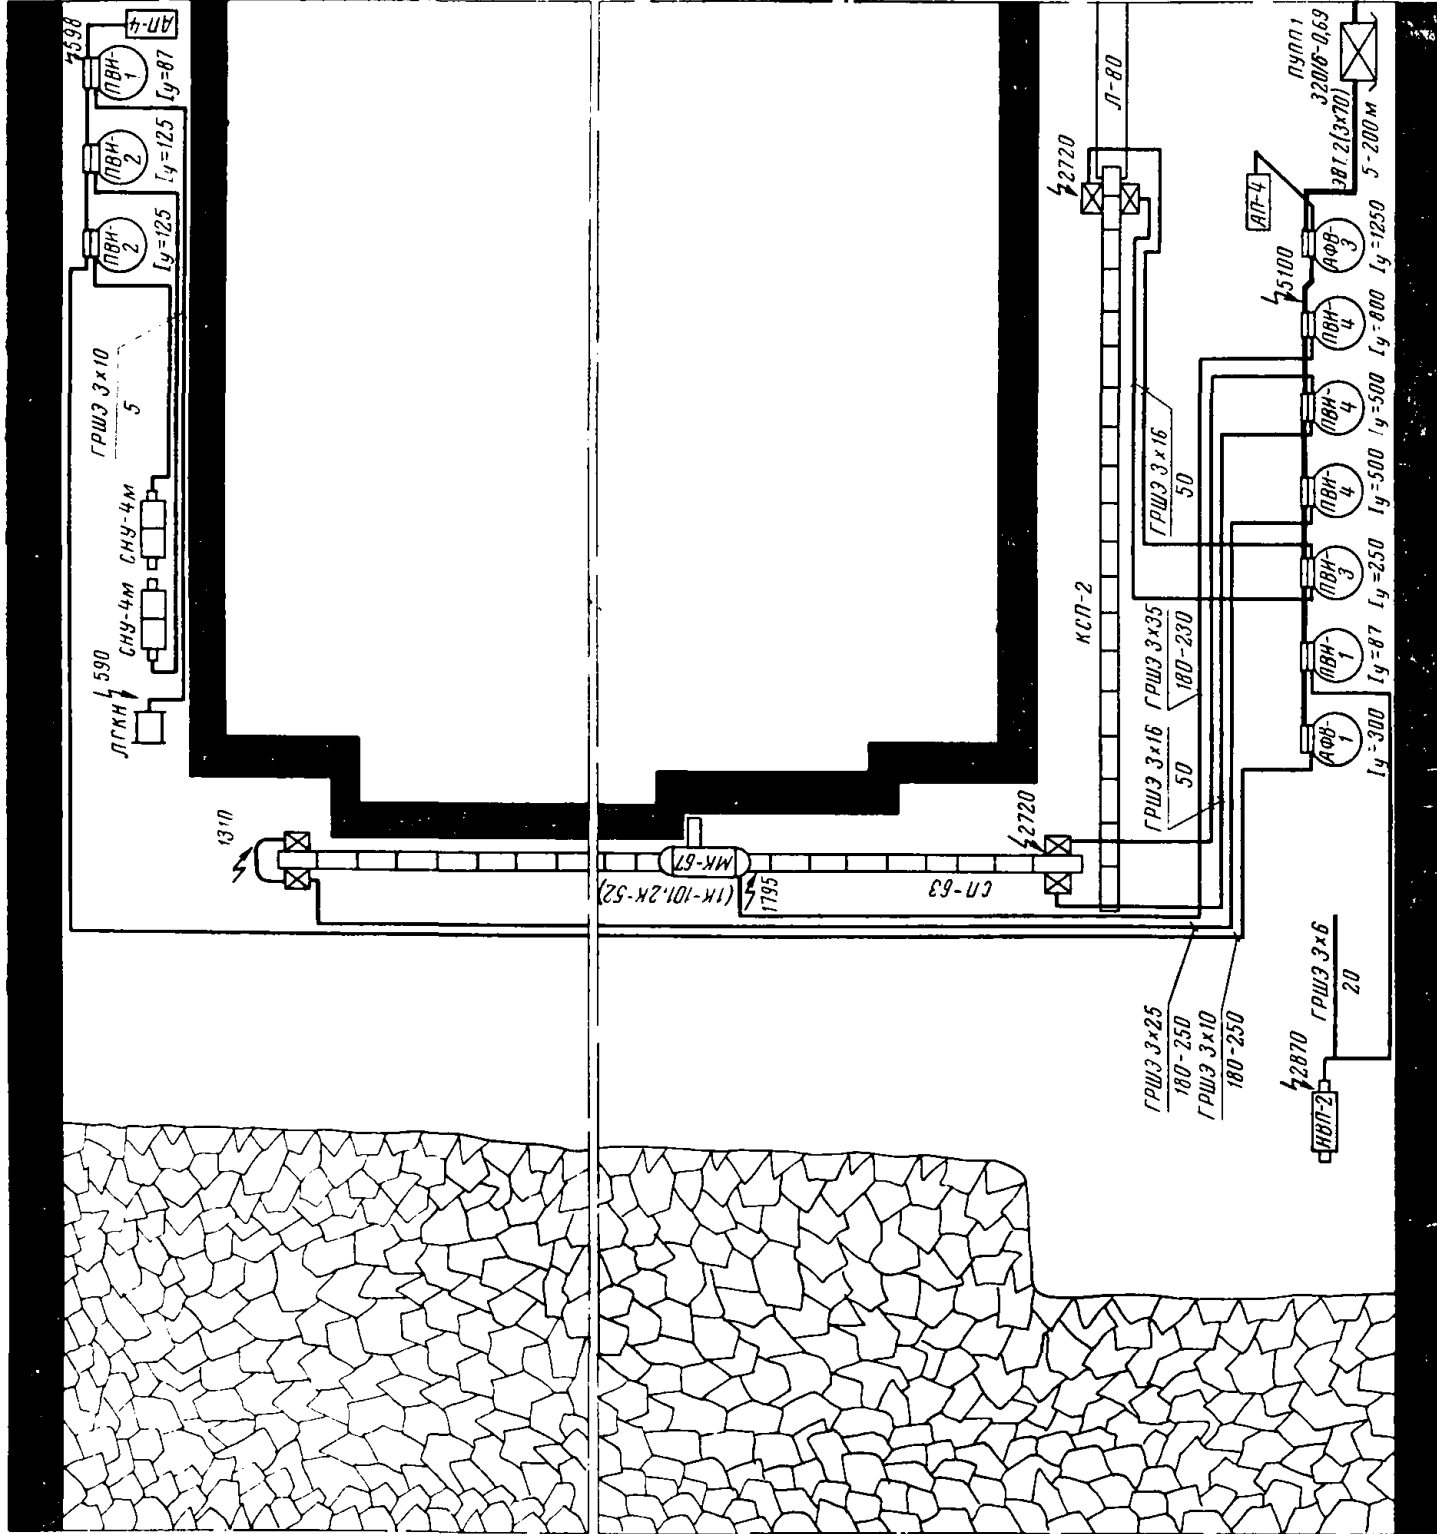 598
АП-4
ПВИ-
1
Iу=87
ПВИ-
2
Iу=125
ПВИ-
2
Iу=125
ГРШЭ 3×10
5
СНУ-4м
СНУ-4м
ЛГКН
590
1310
МК-67
(1К-101,2К-52)
1795
СП-63
2720
КСП-2
2720
Л-80
ПУПП1
320/6-0,69
ЭВТ.2(3×70)
5-200м
АП-4
5100
АФВ-
3
Iу=1250
ПВИ-
4
Iу=800
ПВИ-
4
Iу=500
ПВИ-
4
Iу=500
ПВИ-
3
Iу=250
ПВИ-
1
Iу=87
АФВ-
1
Iу=300
ГРШЭ 3×16
50
ГРШЭ 3×35
180-230
ГРШЭ 3×16
50
ГРШЭ 3×25
180-250
ГРШЭ 3×10
180-250
ГРШЭ 3×6
20
2870
НВП-2